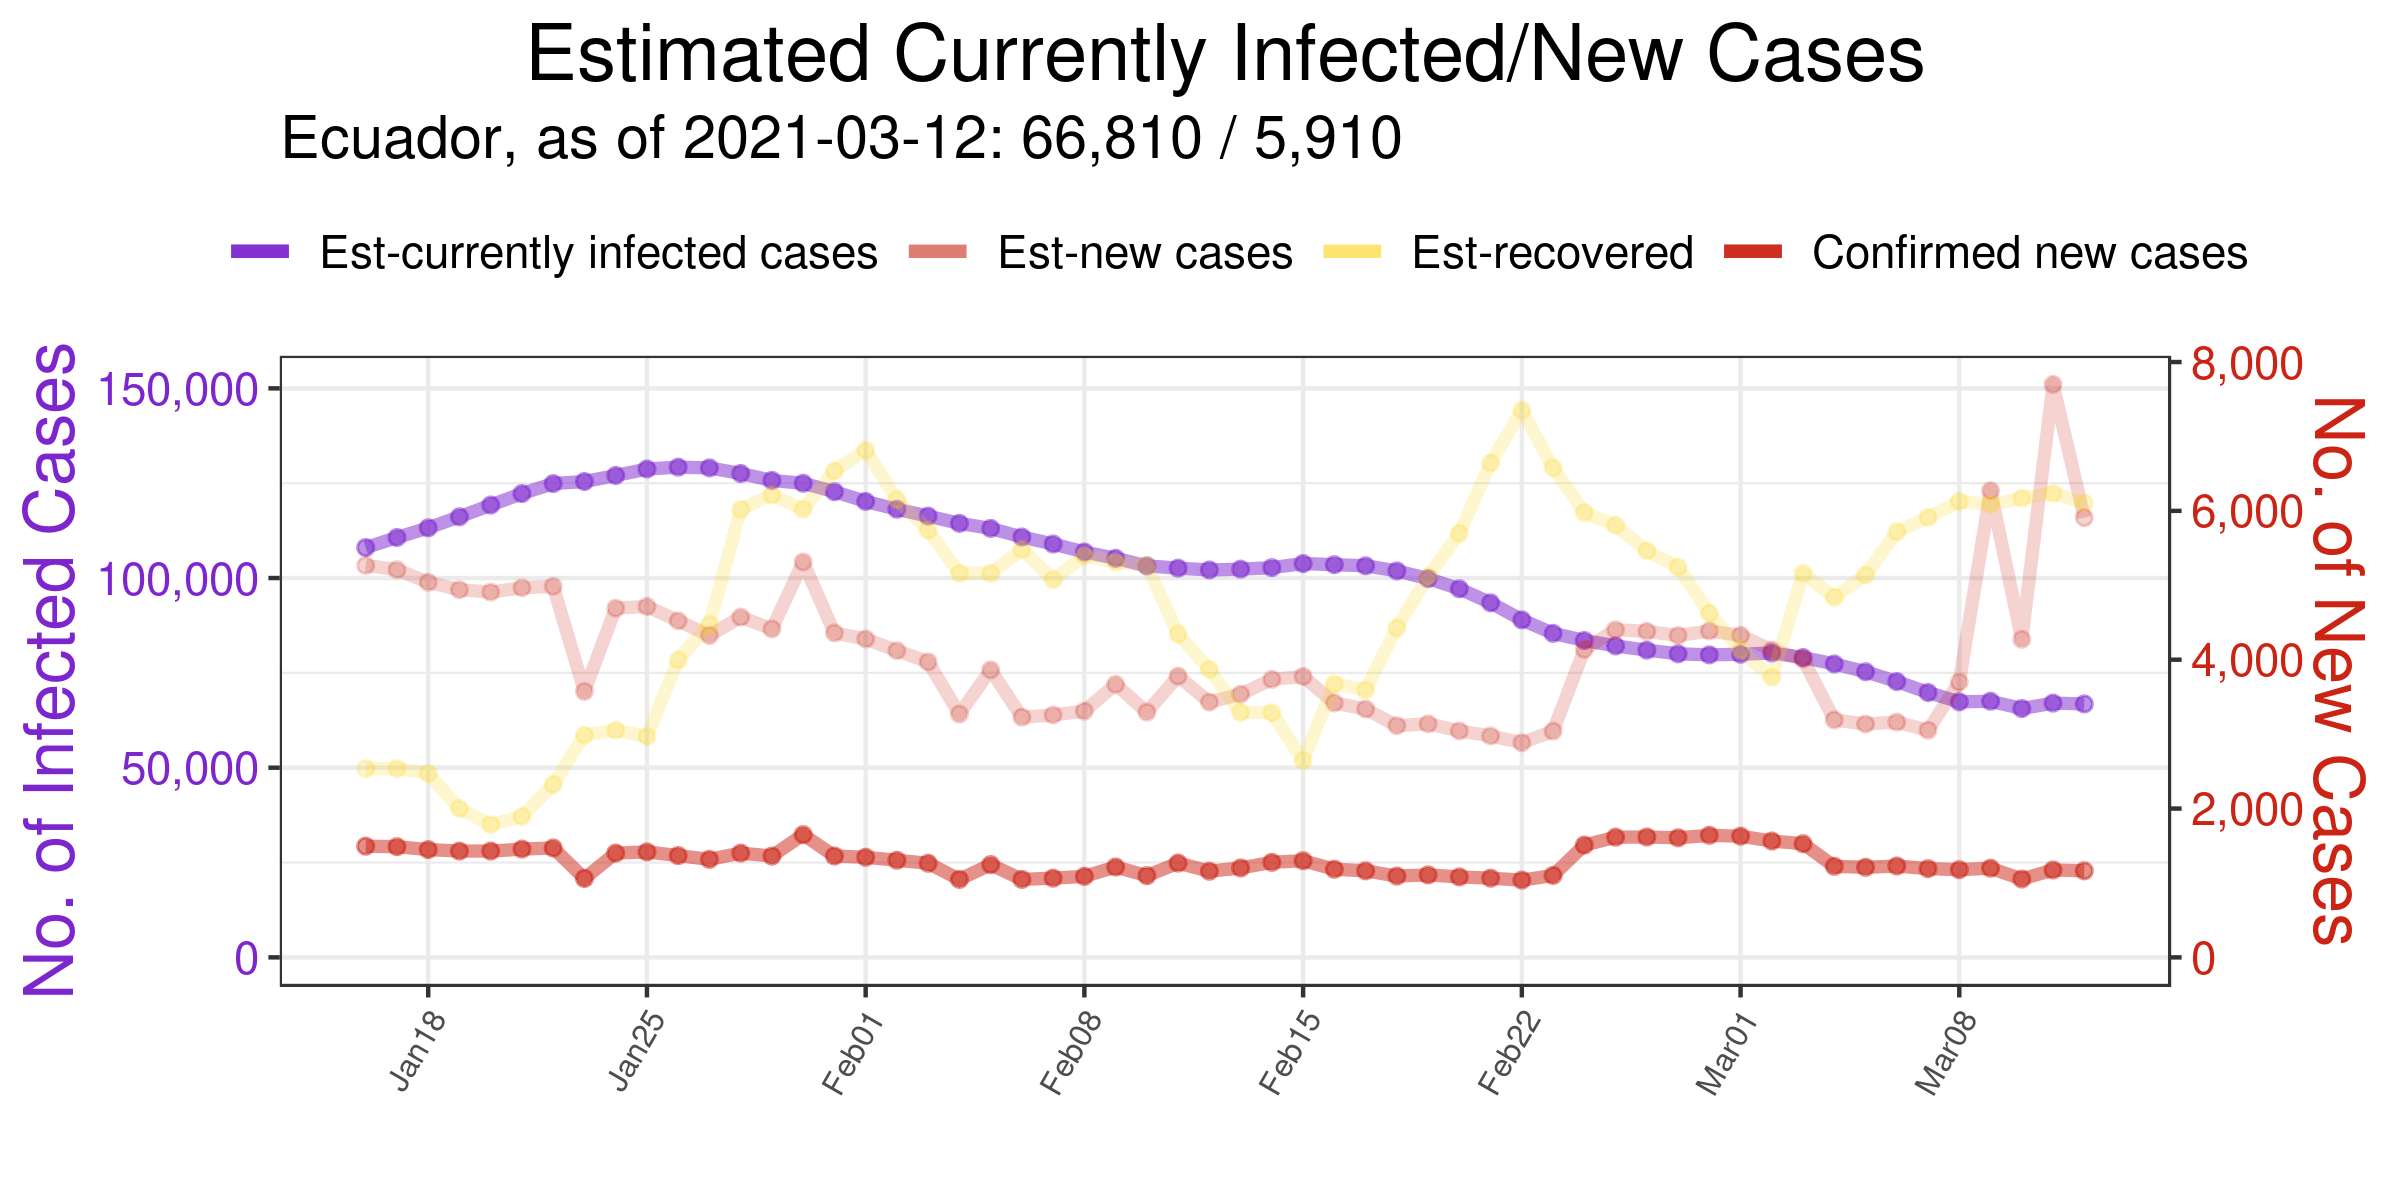 Estimated Currently Infected/New Cases
Ecuador, as of 2021-03-12: 66,810 / 5,910
Est-currently infected cases Est-new cases Est-recovered Confirmed new cases
No. of Infected Cases
150,000
100,000
50,000
0
8,000
6,000
4,000
2,000
0
No. of New Cases
Jan18 Jan25 Feb01 Feb08 Feb15 Feb22 Mar01 Mar08